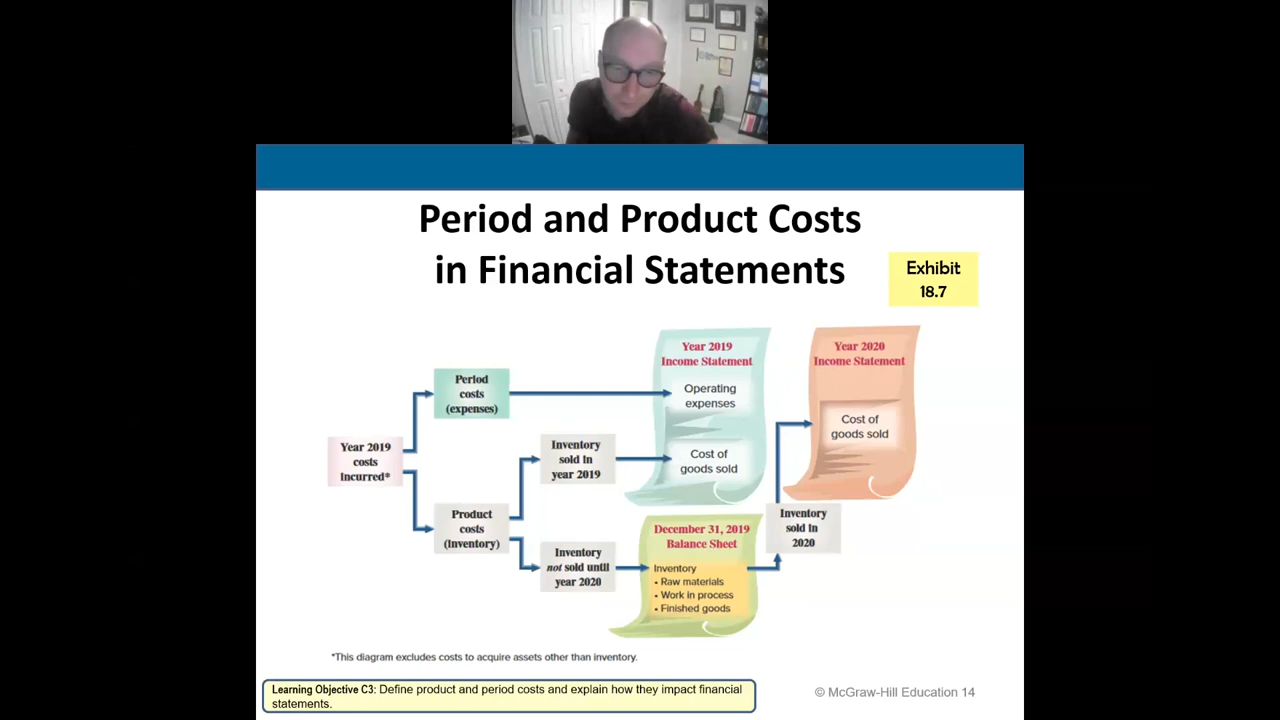 Period and Product Costs
in Financial Statements
Exhibit
18.7
Year 2019
costs
incurred*
Period
costs
(expenses)
Product
costs
(inventory)
Inventory
sold in
year 2019
Inventory
not sold until
year 2020
Year 2019
Income Statement
Operating
expenses
Cost of
goods sold
December 31, 2019
Balance Sheet
Inventory
• Raw materials
• Work in process
• Finished goods
Inventory
sold in
2020
Year 2020
Income Statement
Cost of
goods sold
*This diagram excludes costs to acquire assets other than inventory.
Learning Objective C3: Define product and period costs and explain how they impact financial
statements.
© McGraw-Hill Education 14